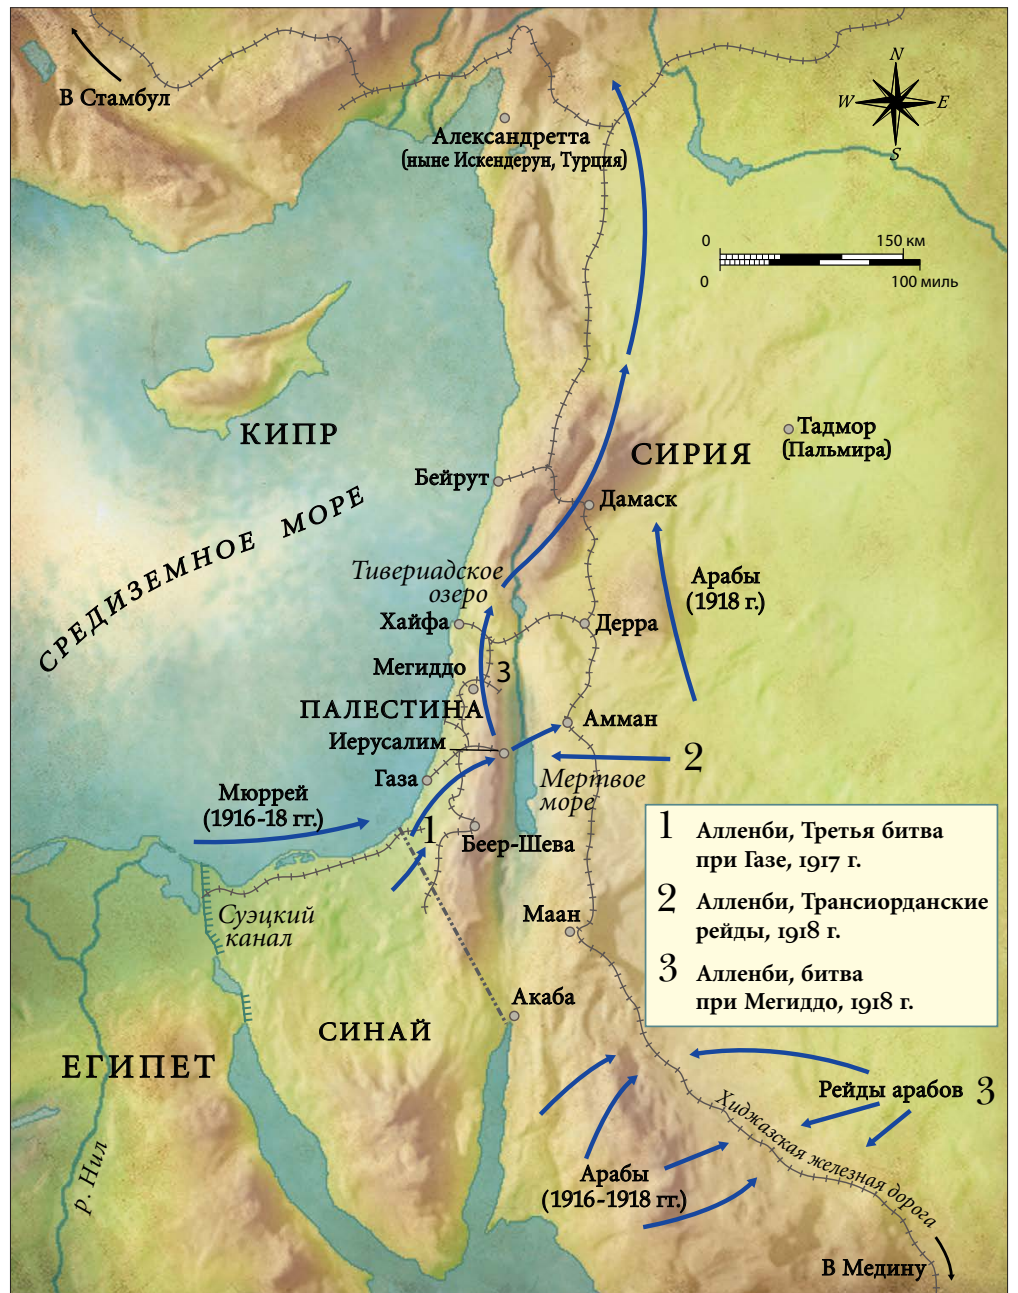 В Стамбул
N
W
E
S
Александретта
(ныне Искендерун, Турция)
0
150 км
0
100 миль
КИПР
Тадмор
(Пальмира)
СИРИЯ
Бейрут
Дамаск
СРЕДИЗЕМНОЕ МОРЕ
Тивериадское
озеро
Арабы
(1918 г.)
Хайфа
Дерра
Мегиддо
3
ПАЛЕСТИНА
Амман
Иерусалим
2
Газа
Мертвое
море
Мюррей
(1916-18 гг.)
1
Беер-Шева
1 Алленби, Третья битва
при Газе, 1917 г.
2 Алленби, Трансиорданские
рейды, 1918 г.
3 Алленби, битва
при Мегиддо, 1918 г.
Суэцкий
канал
Маан
Акаба
СИНАЙ
ЕГИПЕТ
Рейды арабов 3
Хиджазская железная дорога
р. Нил
Арабы
(1916-1918 гг.)
В Медину